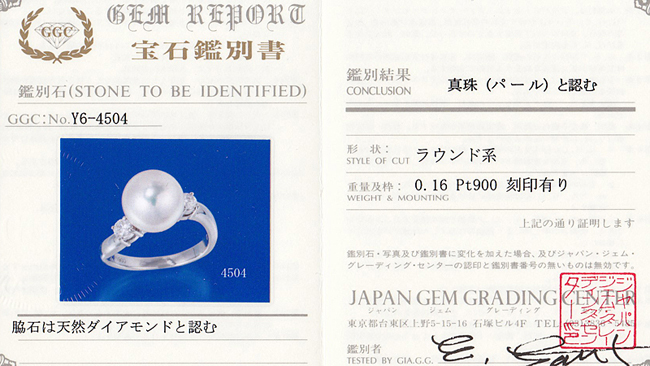 GGC
GEM REPORT
宝石鑑別書
鑑別石(STONE TO BE IDENTIFIED)
GGC:No.Y6-4504
4504
脇石は天然ダイアモンドと認む
鑑別結果
CONCLUSION
真珠 (パール) と認む
形 状:
STYLE OF CUT
ラウンド系
重量及枠:
WEIGHT & MOUNTING
0.16 Pt900 刻印有り
上記の通り証明します
鑑別石・写真及び鑑別書に変化を加えた場合、及びジャパン・ジェム・
グレーディング・センターの認印と鑑別書番号の無いものは無効です。
JAPAN GEM GRADING CENTER
ジャパン ジェム グレーディング
東京都台東区上野5-15-16 石塚ビル4F TEL
鑑別者
TESTED BY GIA.G.G.